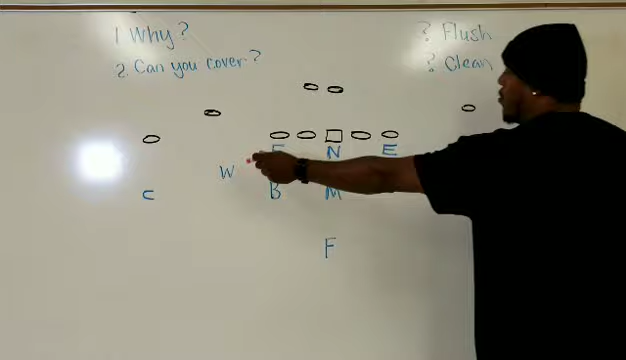 1 Why?
2. Can you cover?
? Flush
? Clean
E N E
W B M
C
F